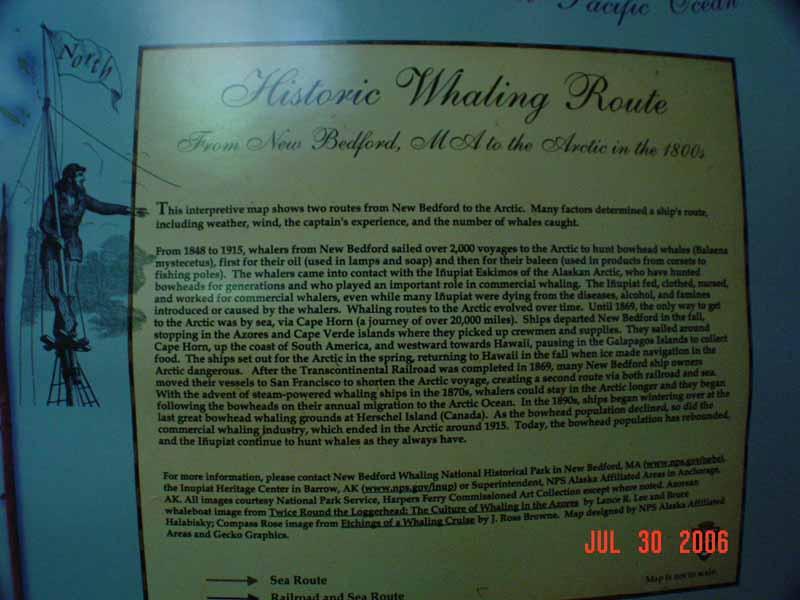 Pacific Ocean
North
Historic Whaling Route
From New Bedford, MA to the Arctic in the 1800s
This interpretive map shows two routes from New Bedford to the Arctic. Many factors determined a ship's route,
including weather, wind, the captain's experience, and the number of whales caught.
From 1848 to 1915, whalers from New Bedford sailed over 2,000 voyages to the Arctic to hunt bowhead whales (Balaena
mystecetus), first for their oil (used in lamps and soap) and then for their baleen (used in products from corsets to
fishing poles). The whalers came into contact with the Iñupiat Eskimos of the Alaskan Arctic, who have hunted
bowheads for generations and who played an important role in commercial whaling. The Iñupiat fed, clothed, nursed,
and worked for commercial whalers, even while many Iñupiat were dying from the diseases, alcohol, and famines
introduced or caused by the whalers. Whaling routes to the Arctic evolved over time. Until 1869, the only way to get
to the Arctic was by sea, via Cape Horn (a journey of over 20,000 miles). Ships departed New Bedford in the fall,
stopping in the Azores and Cape Verde islands where they picked up crewmen and supplies. They sailed around
Cape Horn, up the coast of South America, and westward towards Hawaii, pausing in the Galapagos Islands to collect
food. The ships set out for the Arctic in the spring, returning to Hawaii in the fall when ice made navigation in the
Arctic dangerous. After the Transcontinental Railroad was completed in 1869, many New Bedford ship owners
moved their vessels to San Francisco to shorten the Arctic voyage, creating a second route via both railroad and sea.
With the advent of steam-powered whaling ships in the 1870s, whalers could stay in the Arctic longer and they began
following the bowheads on their annual migration to the Arctic Ocean. In the 1890s, ships began wintering over at the
last great bowhead whaling grounds at Herschel Island (Canada). As the bowhead population declined, so did the
commercial whaling industry, which ended in the Arctic around 1915. Today, the bowhead population has rebounded,
and the Iñupiat continue to hunt whales as they always have.
For more information, please contact New Bedford Whaling National Historical Park in New Bedford, MA (www.nps.gov/nebe),
the Inupiat Heritage Center in Barrow, AK (www.nps.gov/inup) or Superintendent, NPS Alaska Affiliated Areas in Anchorage,
AK. All images courtesy National Park Service, Harpers Ferry Commissioned Art Collection except where noted. Azorean
whaleboat image from Twice Round the Loggerhead: The Culture of Whaling in the Azores by Lance R. Lee and Bruce
Halabisky; Compass Rose image from Etchings of a Whaling Cruise by J. Ross Browne. Map designed by NPS Alaska Affiliated
Areas and Gecko Graphics.
JUL 30 2006
Map is not to scale.
Sea Route
Railroad and Sea Route